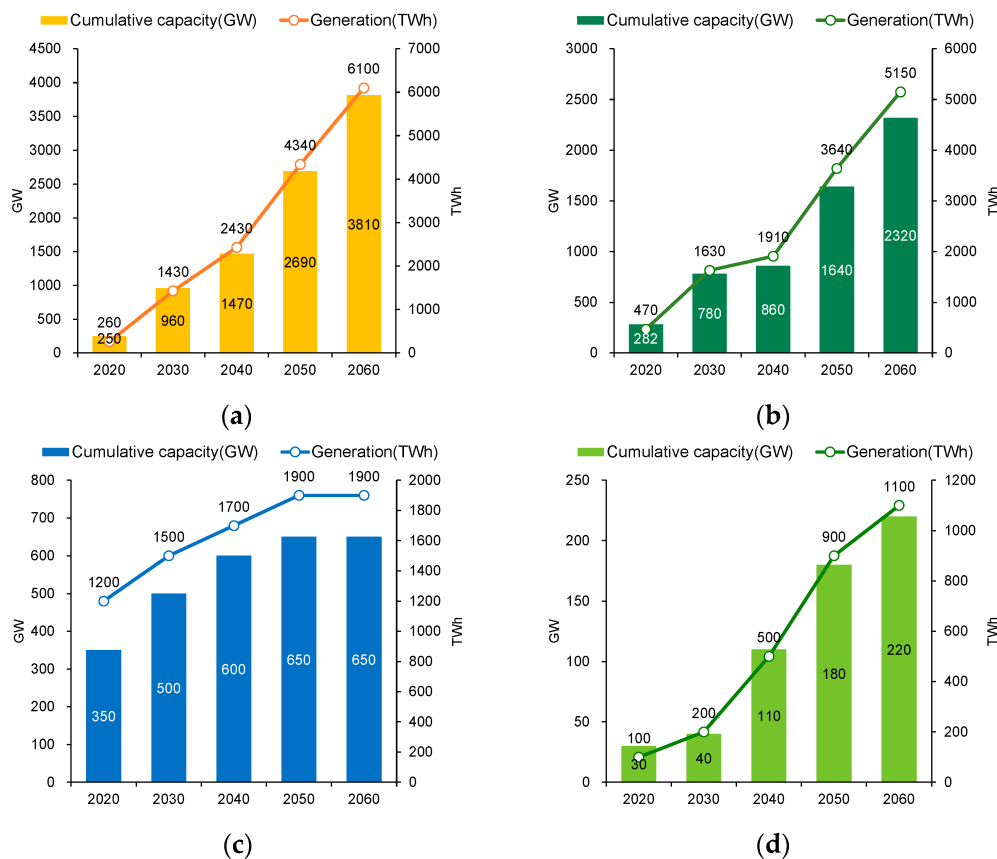 Cumulative capacity(GW) Generation(TWh)
4500 7000
4000 6000
3500 5000
3000 4000
2500 3000
2000 2000
1500 1000
1000 0
500
0
GW
TWh
260 1430 2430 4340 6100
250 960 1470 2690 3810
2020 2030 2040 2050 2060
(a)
Cumulative capacity(GW) Generation(TWh)
3000 6000
2500 5000
2000 4000
1500 3000
1000 2000
500 1000
0 0
GW
TWh
470 1630 1910 3640 5150
282 780 860 1640 2320
2020 2030 2040 2050 2060
(b)
Cumulative capacity(GW) Generation(TWh)
800 2000
700 1800
600 1600
500 1400
400 1200
300 1000
200 800
100 600
0 400
200
0
GW
TWh
1200 1500 1700 1900 1900
350 500 600 650 650
2020 2030 2040 2050 2060
(c)
Cumulative capacity(GW) Generation(TWh)
250 1200
200 1000
150 800
100 600
50 400
0 200
0
GW
TWh
100 200 500 900 1100
30 40 110 180 220
2020 2030 2040 2050 2060
(d)